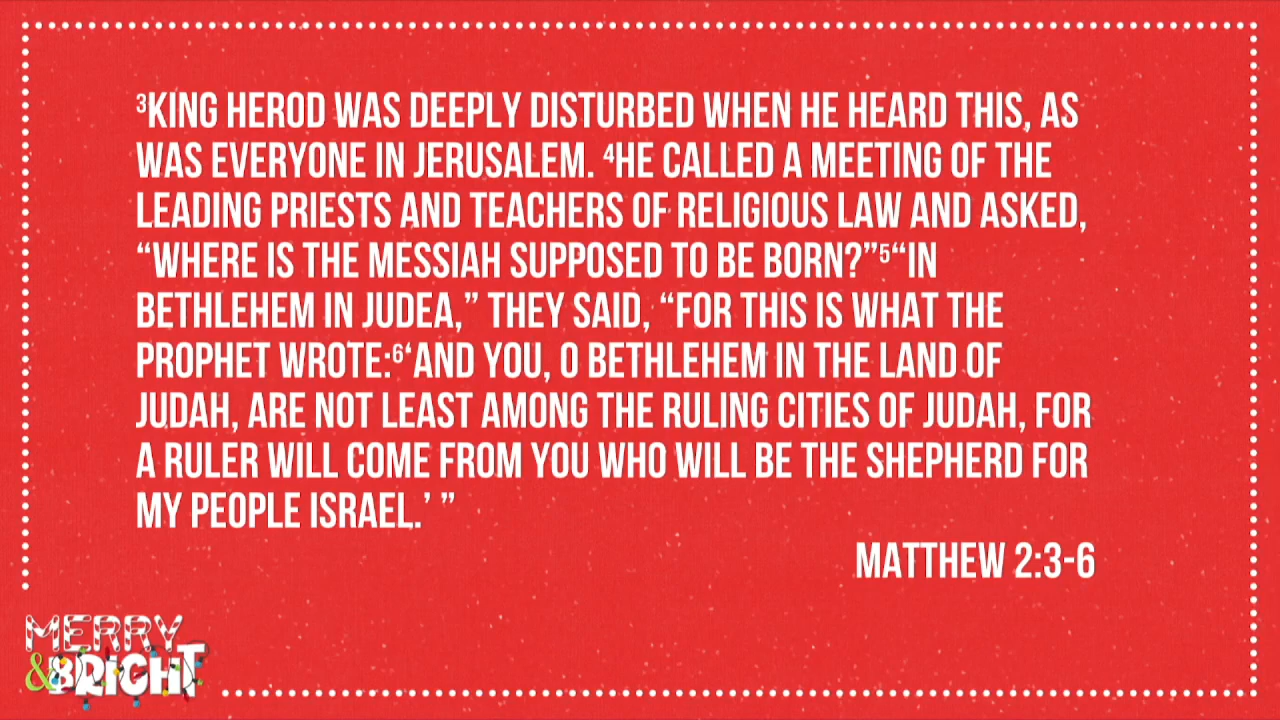 ³KING HEROD WAS DEEPLY DISTURBED WHEN HE HEARD THIS, AS
WAS EVERYONE IN JERUSALEM. ⁴HE CALLED A MEETING OF THE
LEADING PRIESTS AND TEACHERS OF RELIGIOUS LAW AND ASKED,
“WHERE IS THE MESSIAH SUPPOSED TO BE BORN?”⁵“IN
BETHLEHEM IN JUDEA,” THEY SAID, “FOR THIS IS WHAT THE
PROPHET WROTE:⁶‘AND YOU, O BETHLEHEM IN THE LAND OF
JUDAH, ARE NOT LEAST AMONG THE RULING CITIES OF JUDAH, FOR
A RULER WILL COME FROM YOU WHO WILL BE THE SHEPHERD FOR
MY PEOPLE ISRAEL.’ ”
MATTHEW 2:3-6
MERRY
&BRIGHT